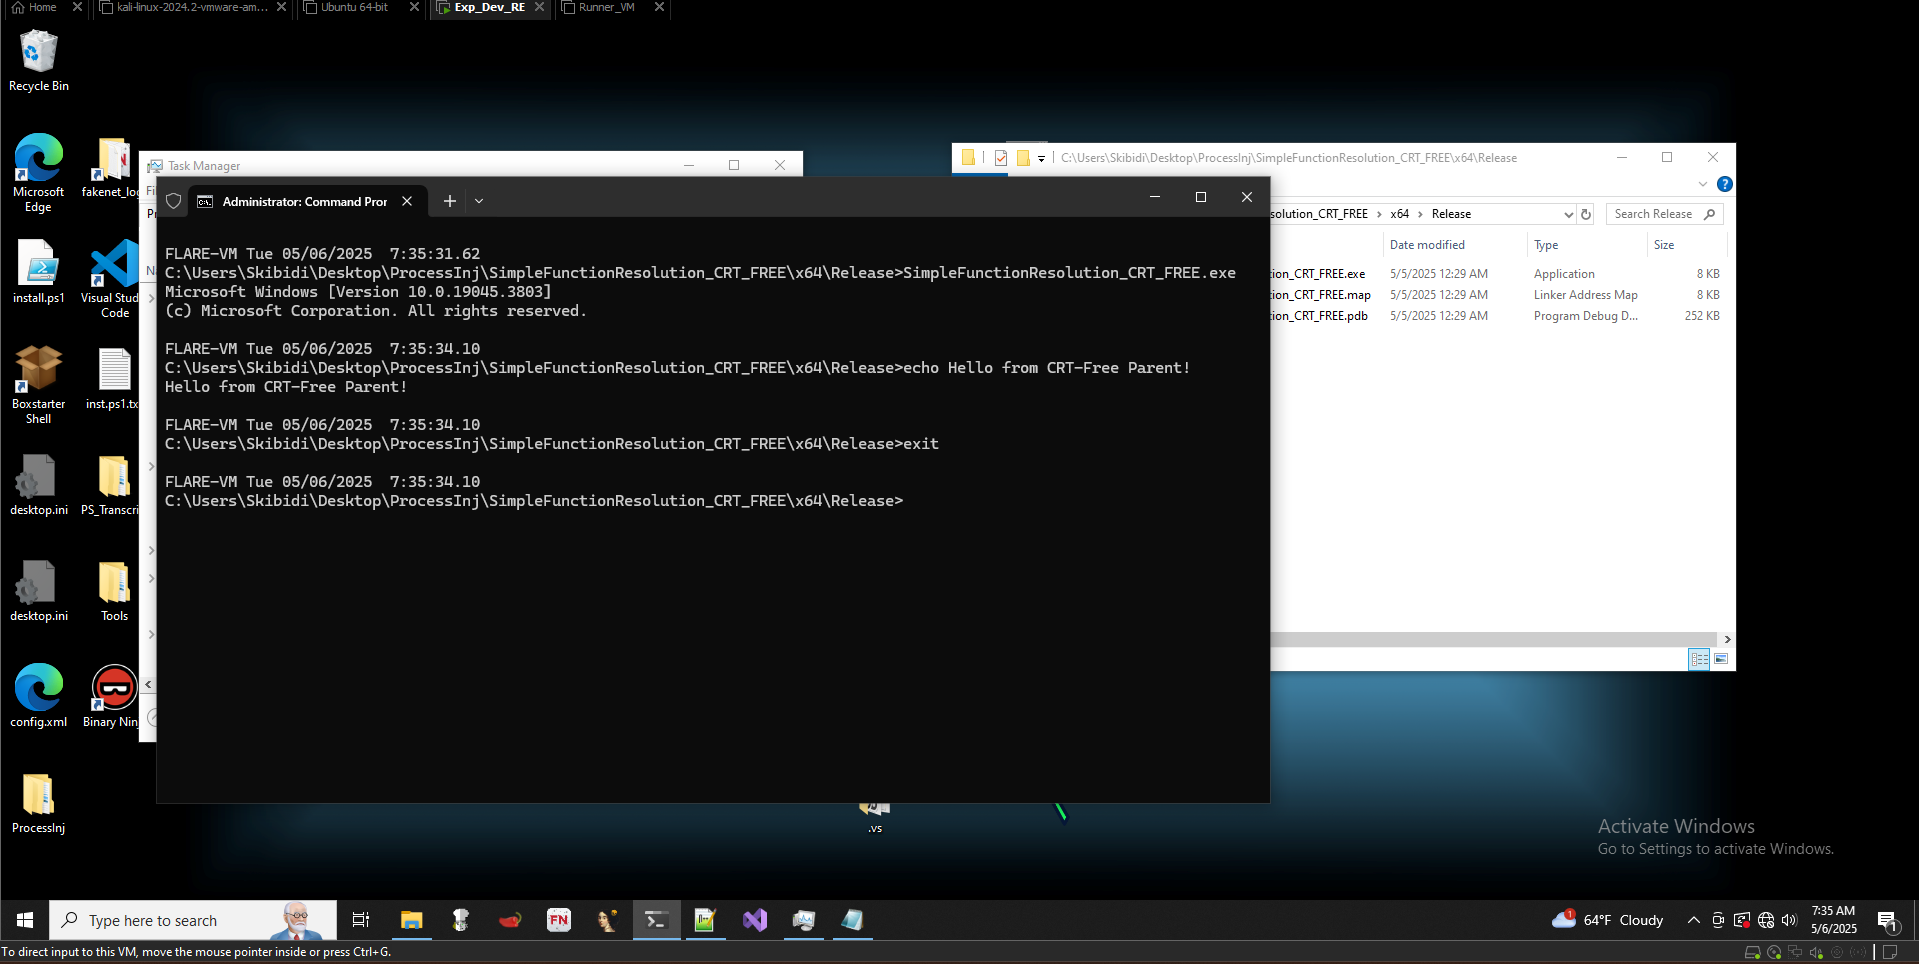 Home
kali-linux-2024.2-vmware-am...
Ubuntu 64-bit
Exp_Dev_RE
Runner_VM
Recycle Bin
Microsoft
Edge
fakenet_log
install.ps1
Visual Studi
Code
Boxstarter
Shell
inst.ps1.tx
desktop.ini
PS_Transcri
desktop.ini
Tools
config.xml
Binary Ninj
ProcessInj
Task Manager
Administrator: Command Pror
FLARE-VM Tue 05/06/2025  7:35:31.62
C:\Users\Skibidi\Desktop\ProcessInj\SimpleFunctionResolution_CRT_FREE\x64\Release>SimpleFunctionResolution_CRT_FREE.exe
Microsoft Windows [Version 10.0.19045.3803]
(c) Microsoft Corporation. All rights reserved.
FLARE-VM Tue 05/06/2025  7:35:34.10
C:\Users\Skibidi\Desktop\ProcessInj\SimpleFunctionResolution_CRT_FREE\x64\Release>echo Hello from CRT-Free Parent!
Hello from CRT-Free Parent!
FLARE-VM Tue 05/06/2025  7:35:34.10
C:\Users\Skibidi\Desktop\ProcessInj\SimpleFunctionResolution_CRT_FREE\x64\Release>exit
FLARE-VM Tue 05/06/2025  7:35:34.10
C:\Users\Skibidi\Desktop\ProcessInj\SimpleFunctionResolution_CRT_FREE\x64\Release>
C:\Users\Skibidi\Desktop\ProcessInj\SimpleFunctionResolution_CRT_FREE\x64\Release
solution_CRT_FREE > x64 > Release
Search Release
Date modified Type Size
tion_CRT_FREE.exe 5/5/2025 12:29 AM Application 8 KB
tion_CRT_FREE.map 5/5/2025 12:29 AM Linker Address Map 8 KB
tion_CRT_FREE.pdb 5/5/2025 12:29 AM Program Debug D... 252 KB
.vs
Activate Windows
Go to Settings to activate Windows.
Type here to search
FN
1
64°F Cloudy
7:35 AM
5/6/2025
1
To direct input to this VM, move the mouse pointer inside or press Ctrl+G.